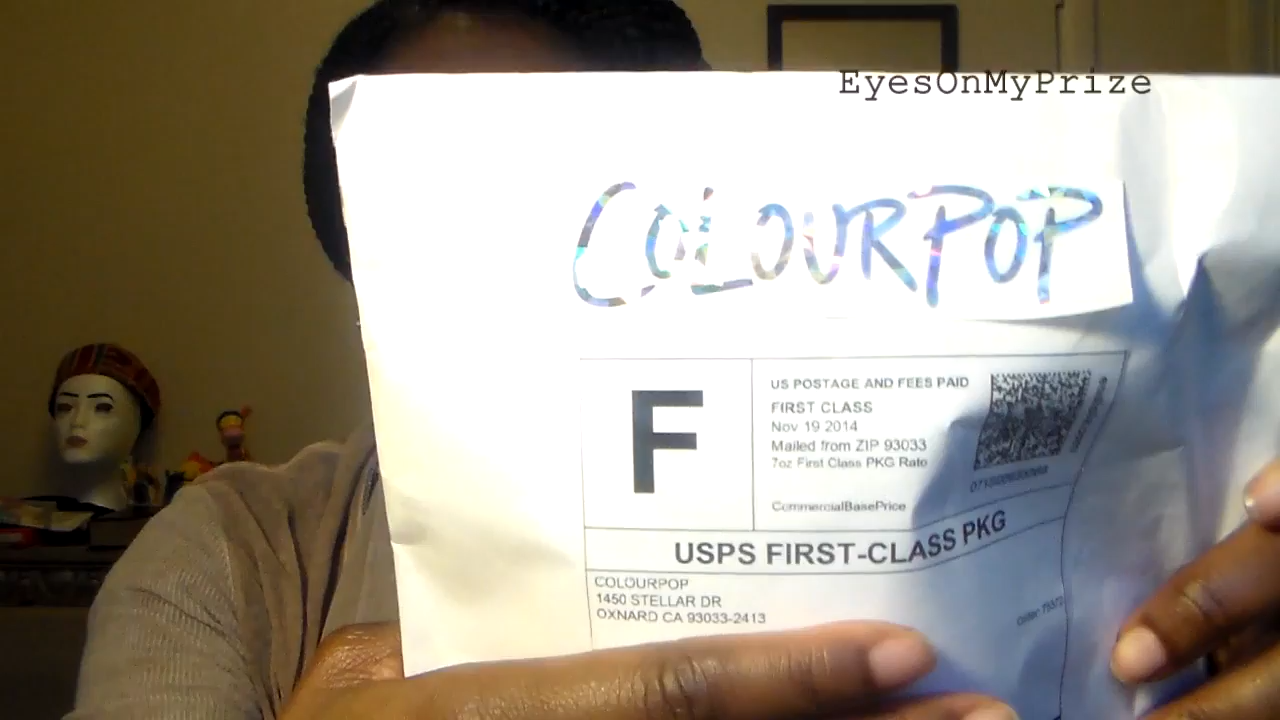 EyesOnMyPrize
COLOURPOP
F
US POSTAGE AND FEES PAID
FIRST CLASS
Nov 19 2014
Mailed from ZIP 93033
7oz First Class PKG Rate
CommercialBasePrice
USPS FIRST-CLASS PKG
COLOURPOP
1450 STELLAR DR
OXNARD CA 93033-2413